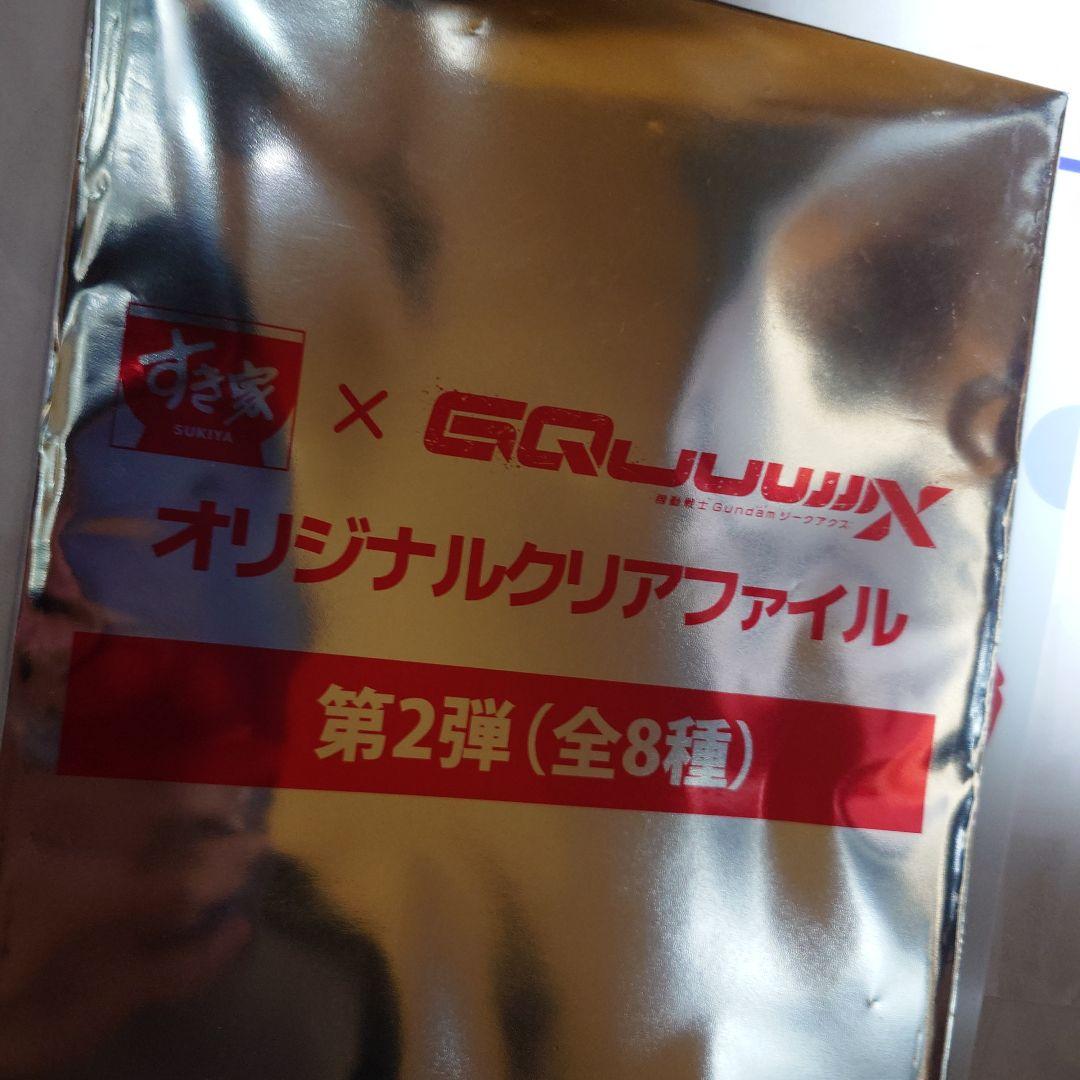 すき家
SUKIYA
×
GQuuuuuuX
機動戦士Gundamジークアクス
オリジナルクリアファイル
第2弾(全8種)